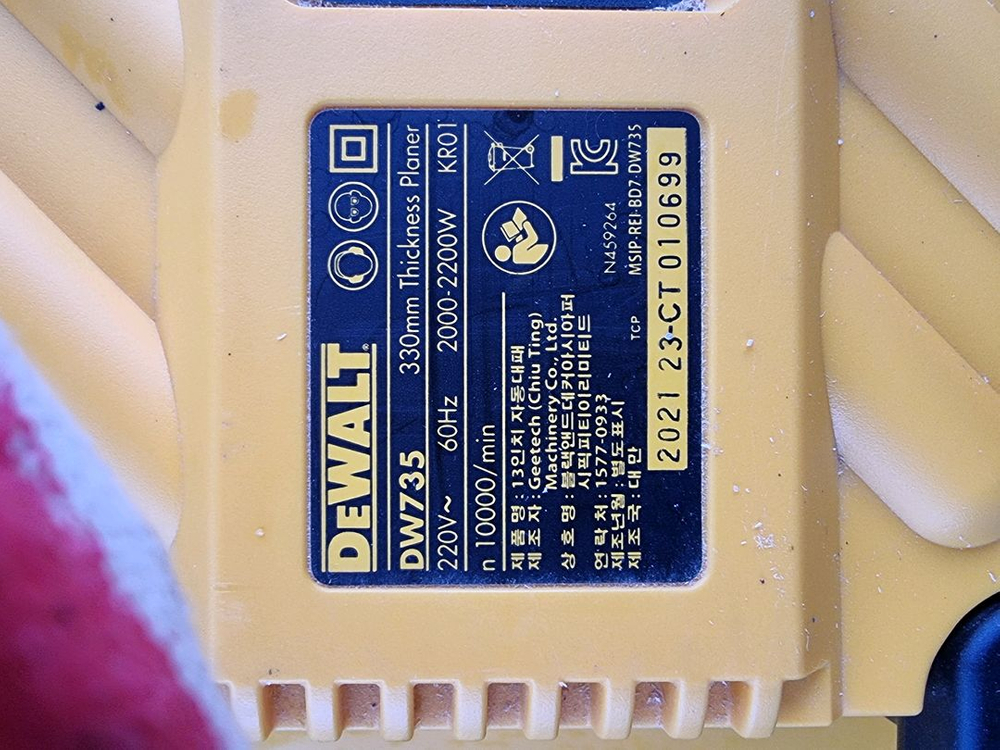 DEWALT®
DW735 330mm Thickness Planer
220V~ 60Hz 2000-2200W KR01
n 10000/min
제 품 명 : 13인치 자동대패
제 조 자 : Geetech (Chiu Ting)
Machinery Co., Ltd.
상 호 명 : 블랙앤드데커아시아퍼
시픽피티이리미티드
연 락 처 : 1577-0933
제조년월 : 별도표시
제 조 국 : 대 만
N459264
TCP MSIP-REI-BD7-DW735
2021 23-CT 010699